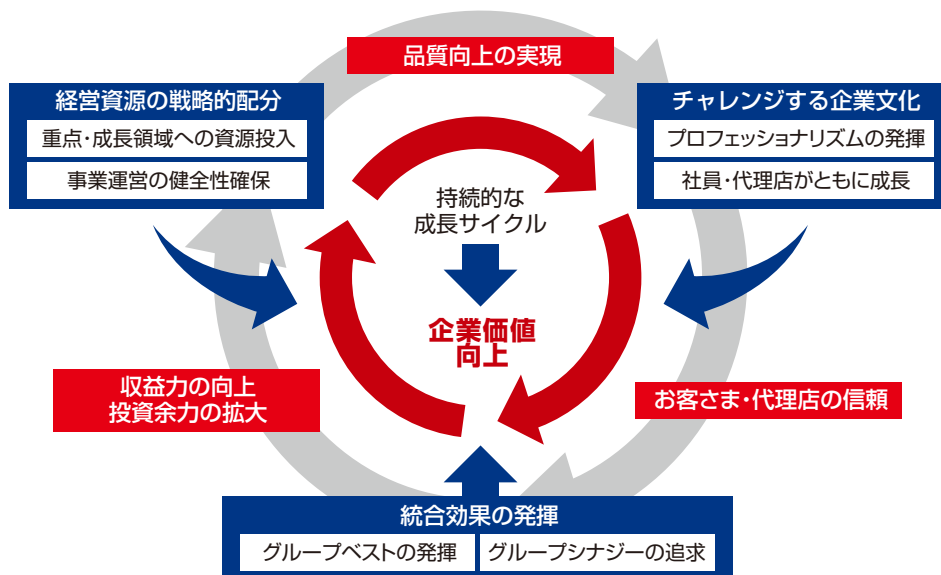 品質向上の実現
経営資源の戦略的配分
重点・成長領域への資源投入
事業運営の健全性確保
チャレンジする企業文化
プロフェッショナリズムの発揮
社員・代理店がともに成長
持続的な
成長サイクル
企業価値
向上
収益力の向上
投資余力の拡大
お客さま・代理店の信頼
統合効果の発揮
グループベストの発揮
グループシナジーの追求